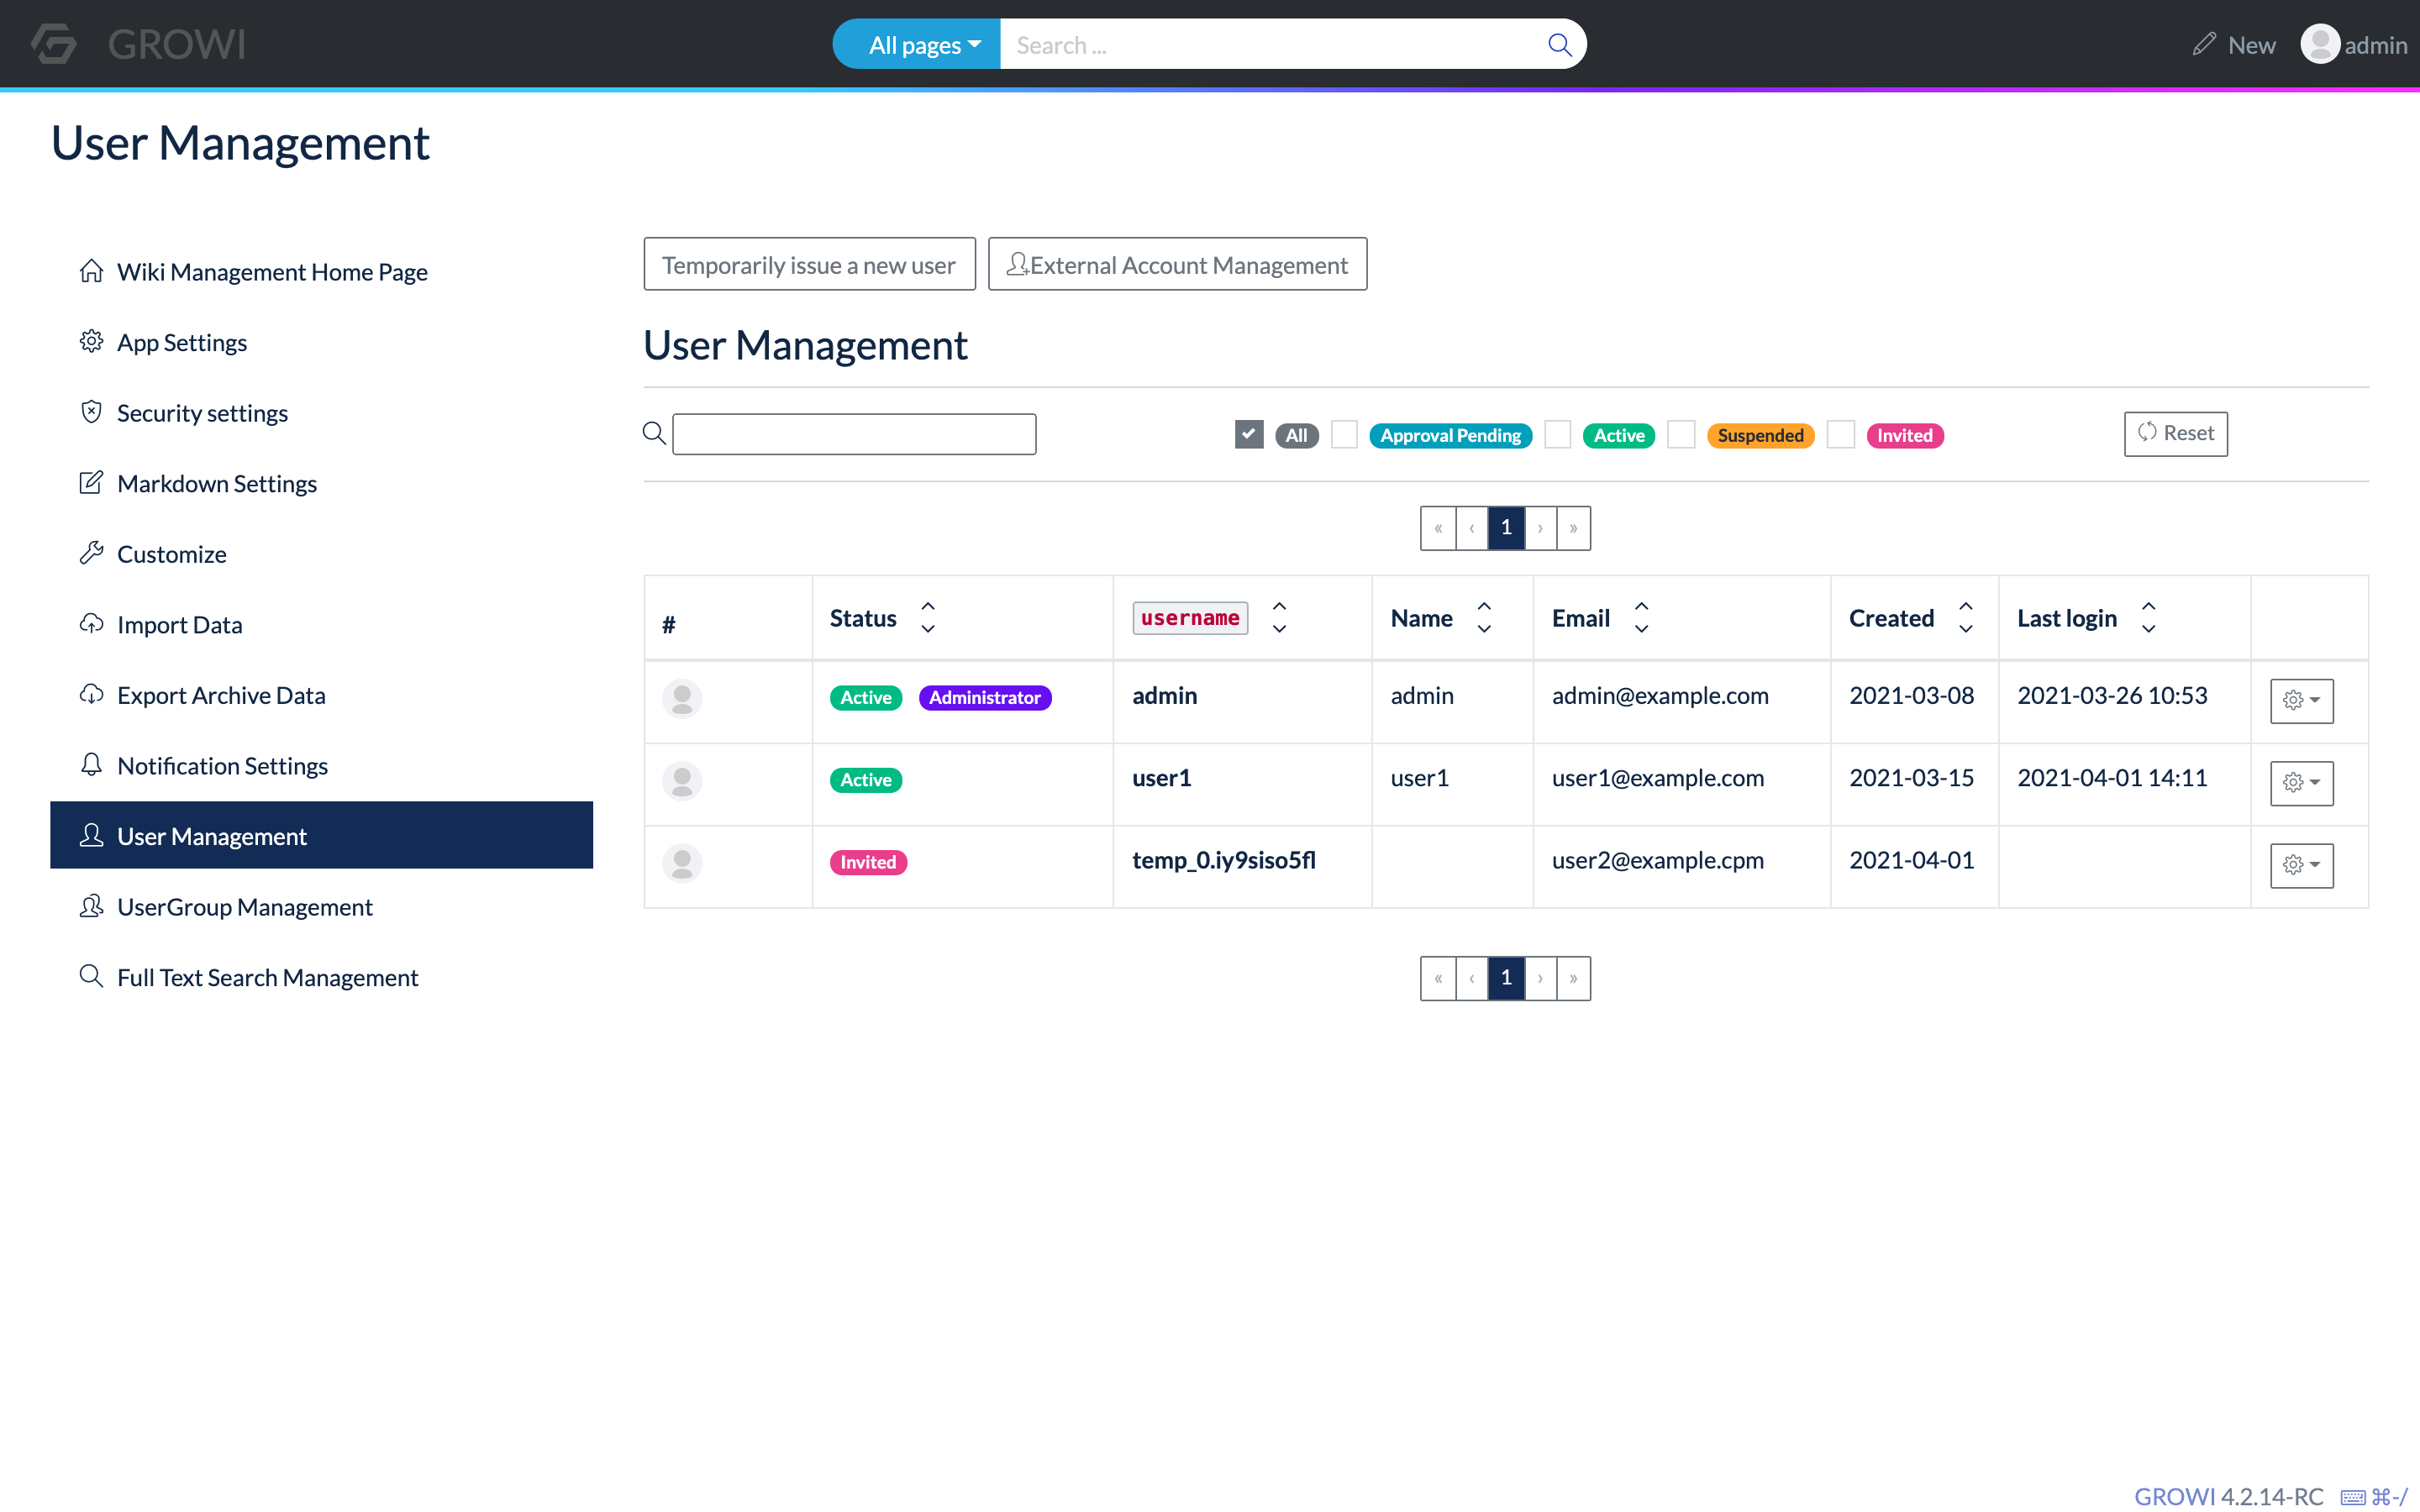 GROWI
All pages
Search ...
New
admin
User Management
Wiki Management Home Page
App Settings
Security settings
Markdown Settings
Customize
Import Data
Export Archive Data
Notification Settings
User Management
UserGroup Management
Full Text Search Management
Temporarily issue a new user
External Account Management
User Management
All Approval Pending Active Suspended Invited
Reset
« ‹ 1 › »
# Status username Name Email Created Last login
Active Administrator admin admin admin@example.com 2021-03-08 2021-03-26 10:53
Active user1 user1 user1@example.com 2021-03-15 2021-04-01 14:11
Invited temp_0.iy9siso5fl user2@example.cpm 2021-04-01
« ‹ 1 › »
GROWI 4.2.14-RC ⌘-/